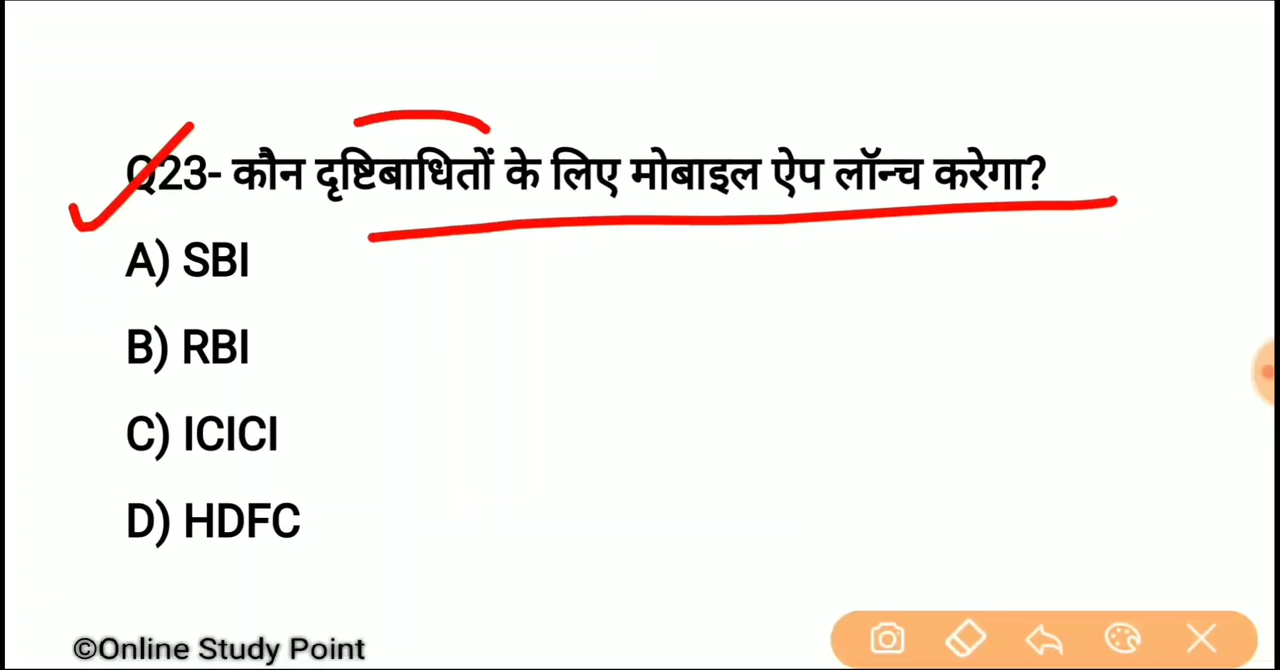 Q23- कौन दृष्टिबाधितों के लिए मोबाइल ऐप लॉन्च करेगा?
A) SBI
B) RBI
C) ICICI
D) HDFC
©Online Study Point